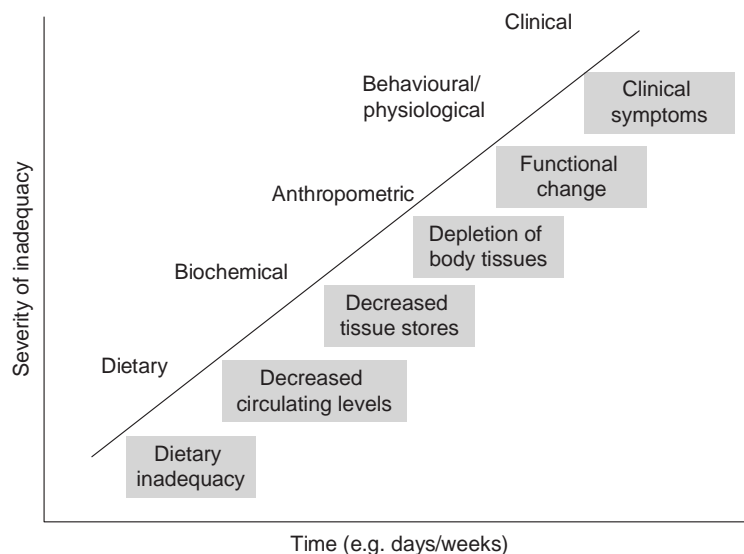 Clinical
Behavioural/
physiological
Clinical
symptoms
Functional
change
Anthropometric
Depletion of
body tissues
Biochemical
Decreased
tissue stores
Dietary
Decreased
circulating levels
Dietary
inadequacy
Severity of inadequacy
Time (e.g. days/weeks)